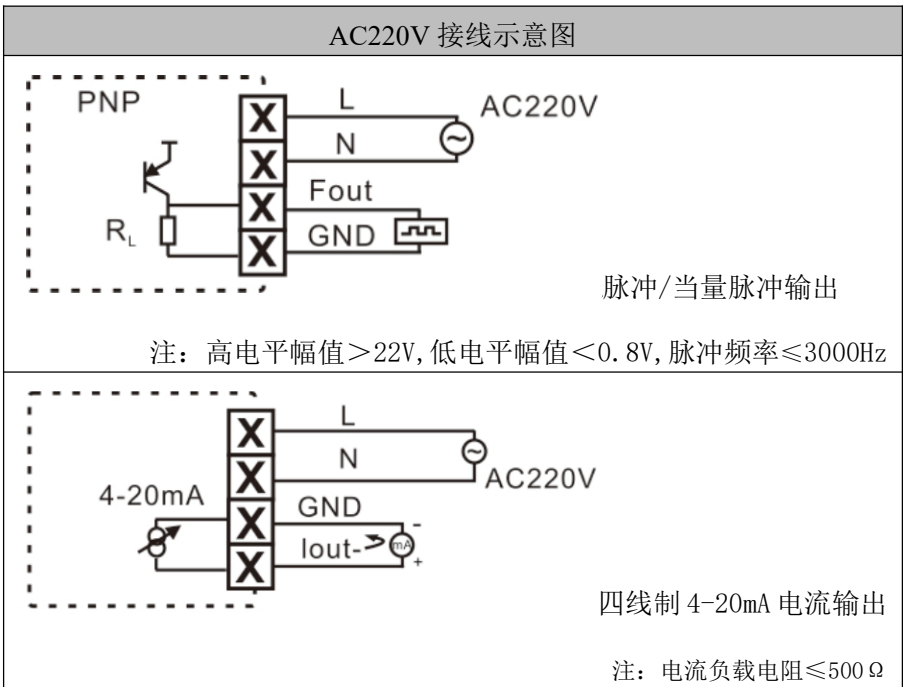 AC220V 接线示意图
PNP
L
AC220V
N
Fout
R_L
GND
脉冲/当量脉冲输出
注：高电平幅值＞22V,低电平幅值＜0.8V,脉冲频率≤3000Hz
L
N
AC220V
4-20mA
GND
-
Iout-
mA
+
四线制 4-20mA 电流输出
注：电流负载电阻≤500Ω